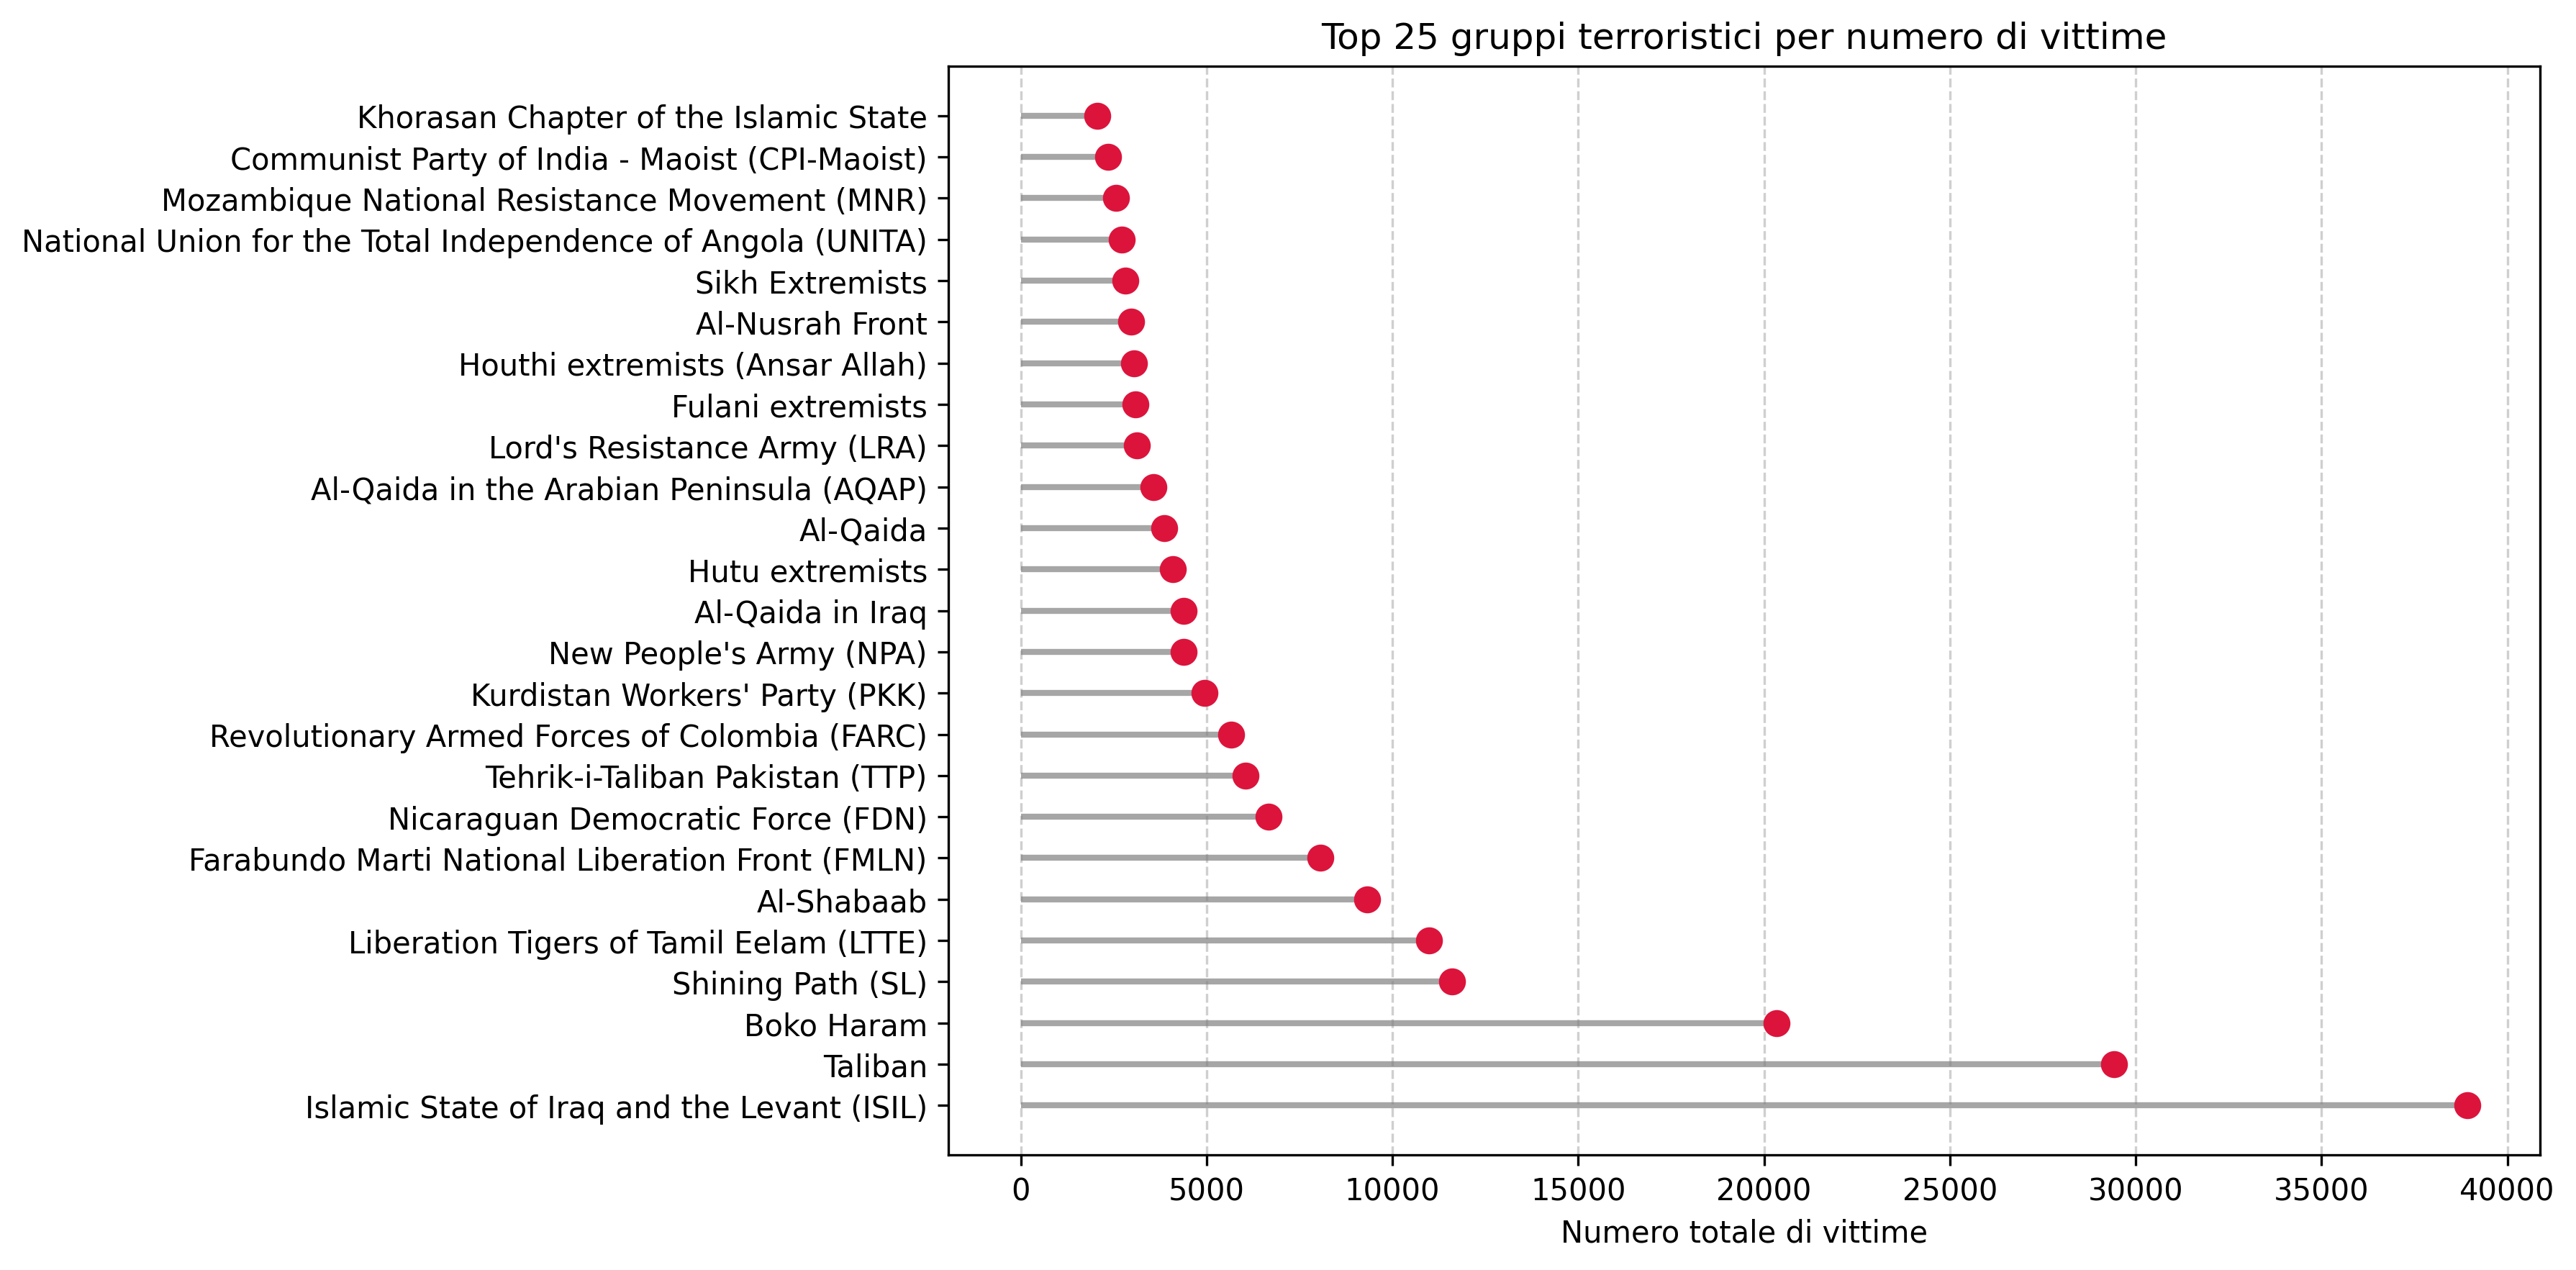 Top 25 gruppi terroristici per numero di vittime
Khorasan Chapter of the Islamic State
Communist Party of India - Maoist (CPI-Maoist)
Mozambique National Resistance Movement (MNR)
National Union for the Total Independence of Angola (UNITA)
Sikh Extremists
Al-Nusrah Front
Houthi extremists (Ansar Allah)
Fulani extremists
Lord's Resistance Army (LRA)
Al-Qaida in the Arabian Peninsula (AQAP)
Al-Qaida
Hutu extremists
Al-Qaida in Iraq
New People's Army (NPA)
Kurdistan Workers' Party (PKK)
Revolutionary Armed Forces of Colombia (FARC)
Tehrik-i-Taliban Pakistan (TTP)
Nicaraguan Democratic Force (FDN)
Farabundo Marti National Liberation Front (FMLN)
Al-Shabaab
Liberation Tigers of Tamil Eelam (LTTE)
Shining Path (SL)
Boko Haram
Taliban
Islamic State of Iraq and the Levant (ISIL)
0 5000 10000 15000 20000 25000 30000 35000 40000
Numero totale di vittime